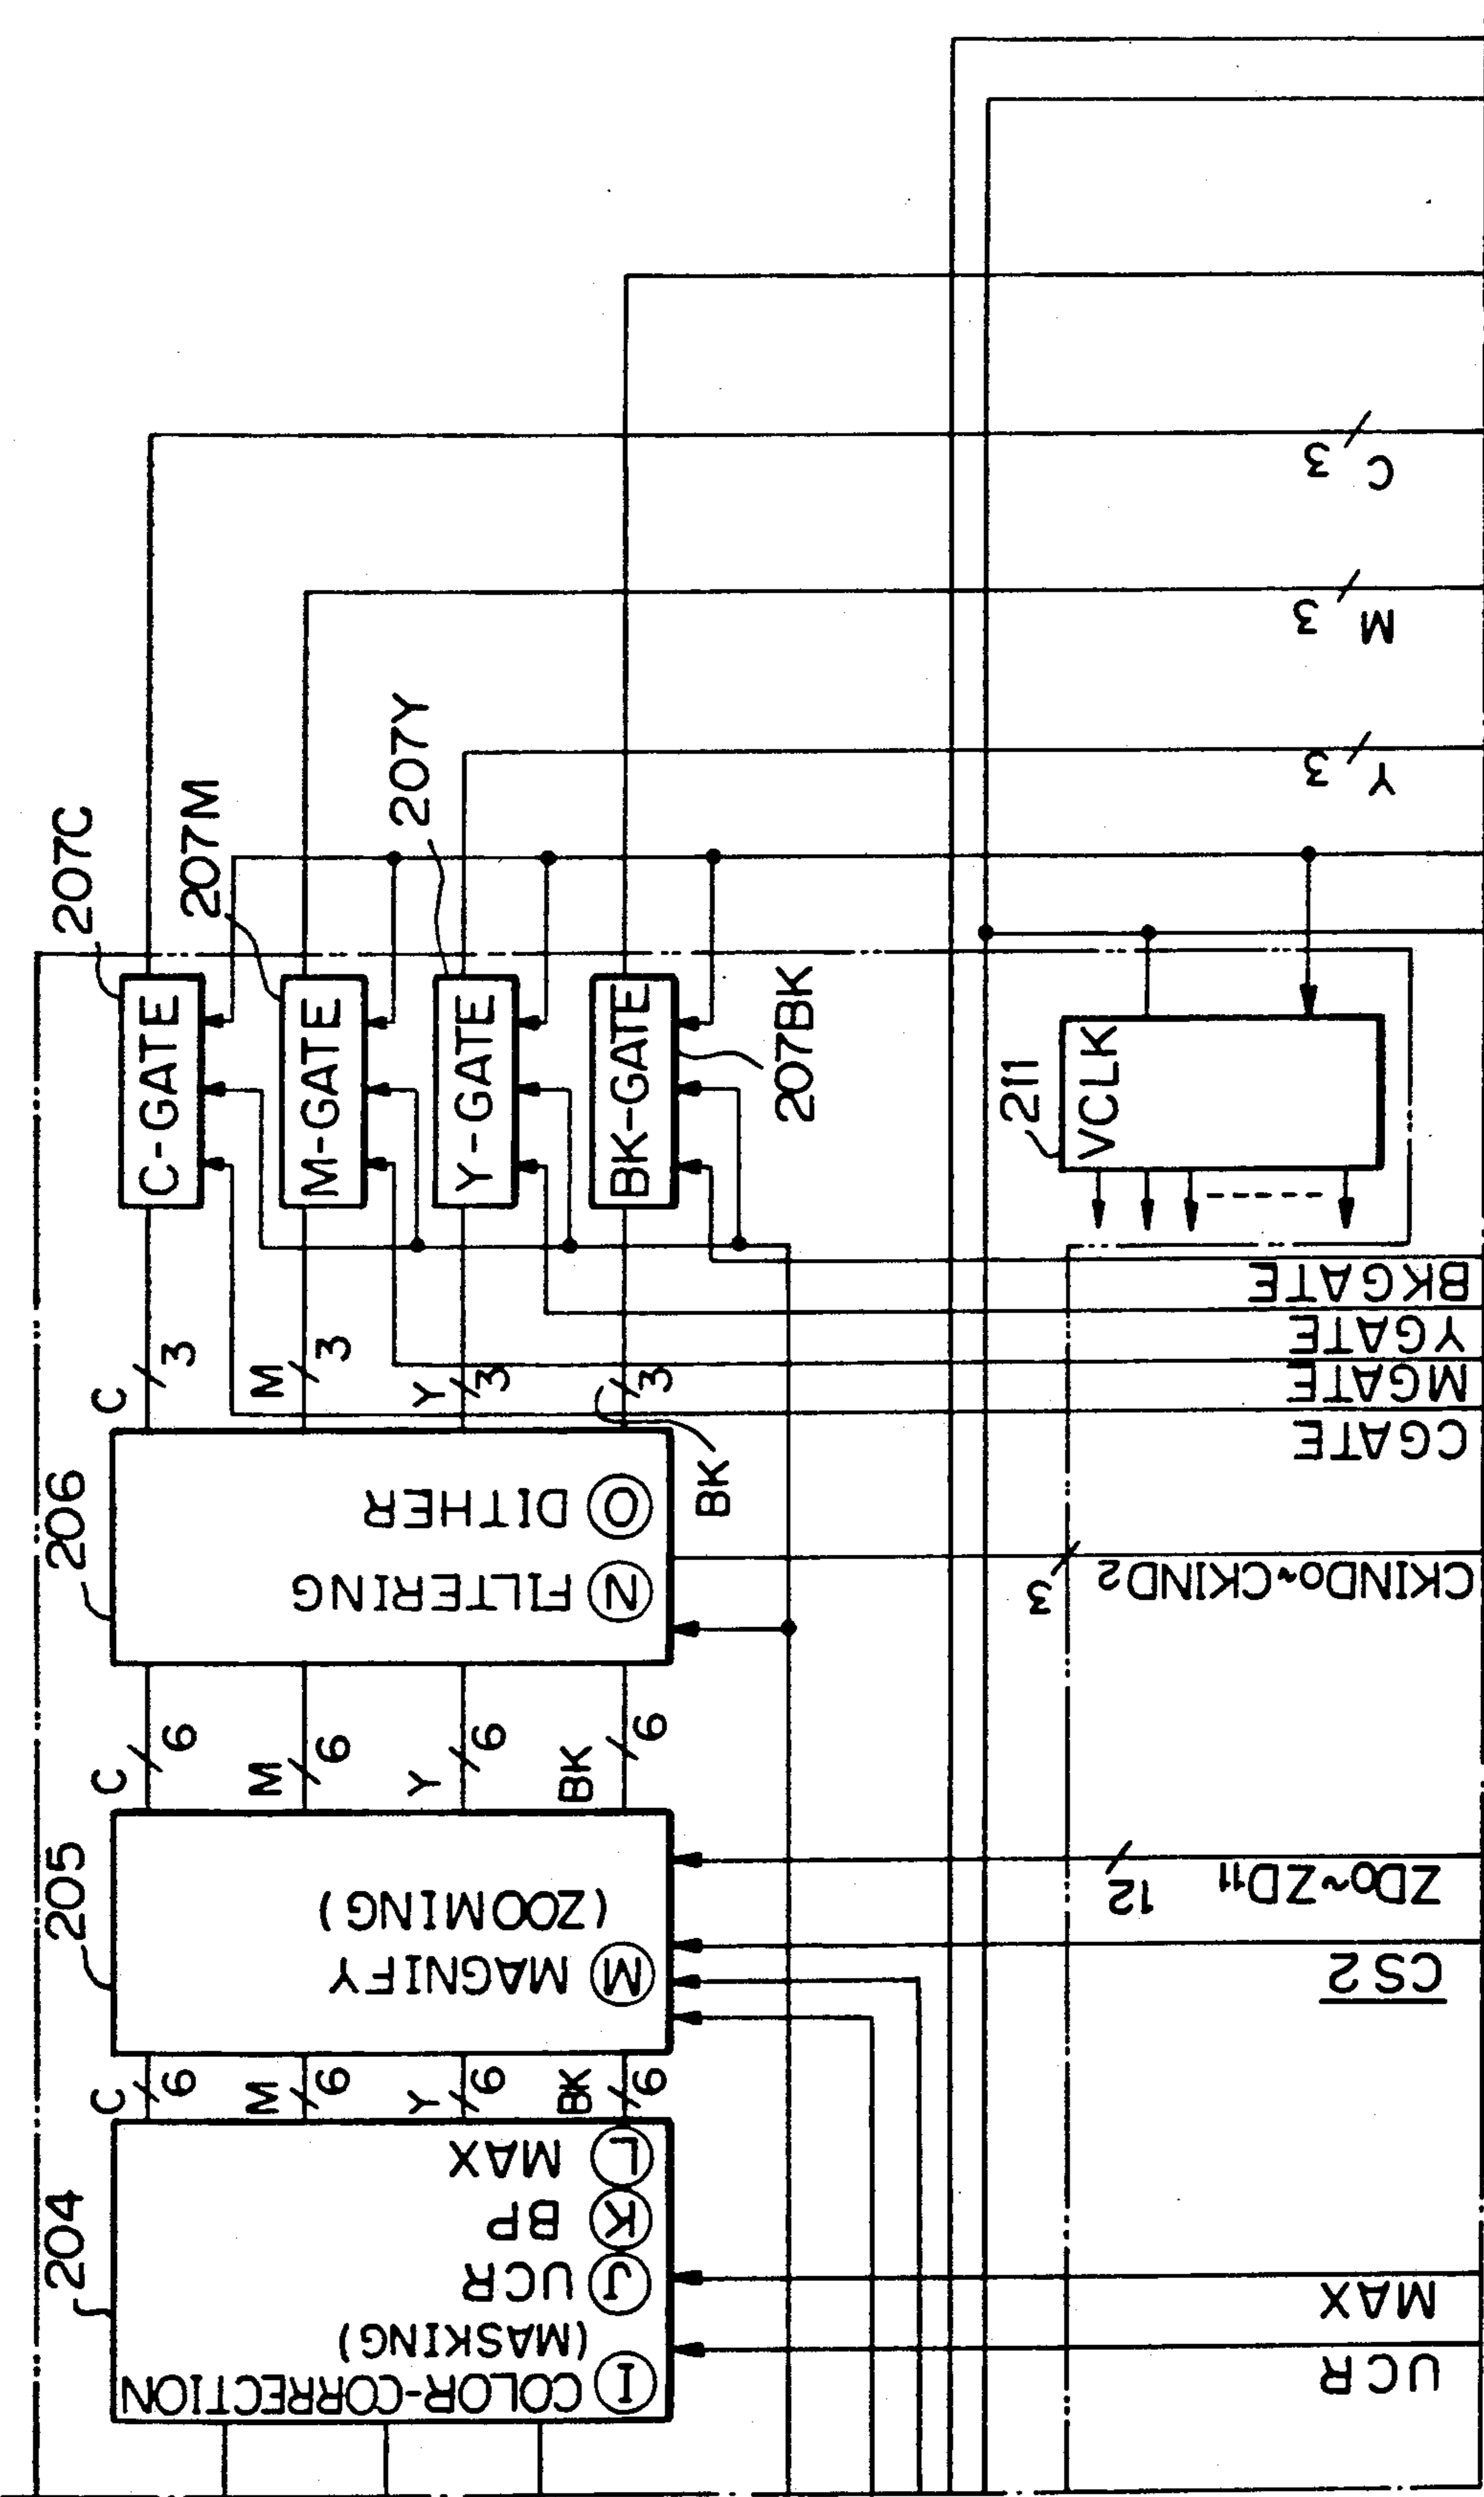 207C
207M
207Y
207BK
C-GATE
M-GATE
Y-GATE
BK-GATE
2111
VCLK
C 3
M 3
Y 3
C 3
M 3
Y 3
3
BK
BKGATE
YGATE
MGATE
CGATE
206
Ⓝ FILTERING
Ⓞ DITHER
3
CKIND0~CKIND2
C 6
M 6
Y 6
BK 6
205
Ⓜ MAGNIFY
(ZOOMING)
12
ZD0~ZD11
CS2
C 6
M 6
Y 6
BK 6
204
Ⓘ COLOR-CORRECTION
(MASKING)
Ⓙ UCR
Ⓚ BP
Ⓛ MAX
MAX
UCR